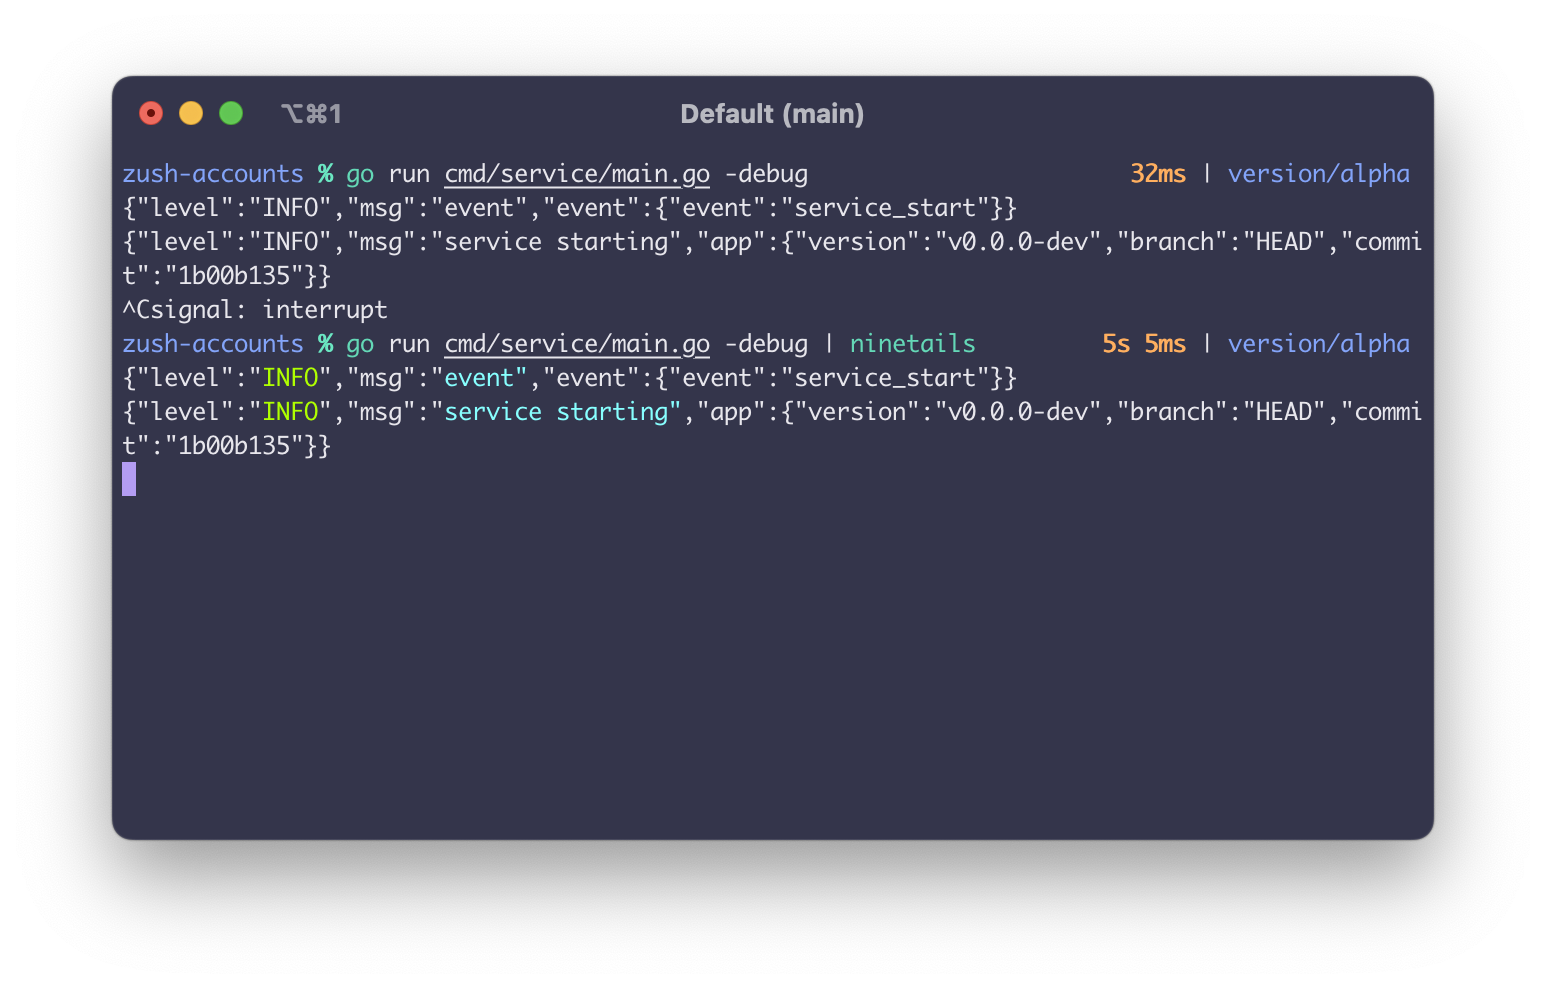 ⌥⌘1 Default (main)
zush-accounts % go run cmd/service/main.go -debug 32ms | version/alpha
{"level":"INFO","msg":"event","event":{"event":"service_start"}}
{"level":"INFO","msg":"service starting","app":{"version":"v0.0.0-dev","branch":"HEAD","commi
t":"1b00b135"}}
^Csignal: interrupt
zush-accounts % go run cmd/service/main.go -debug | ninetails 5s 5ms | version/alpha
{"level":"INFO","msg":"event","event":{"event":"service_start"}}
{"level":"INFO","msg":"service starting","app":{"version":"v0.0.0-dev","branch":"HEAD","commi
t":"1b00b135"}}